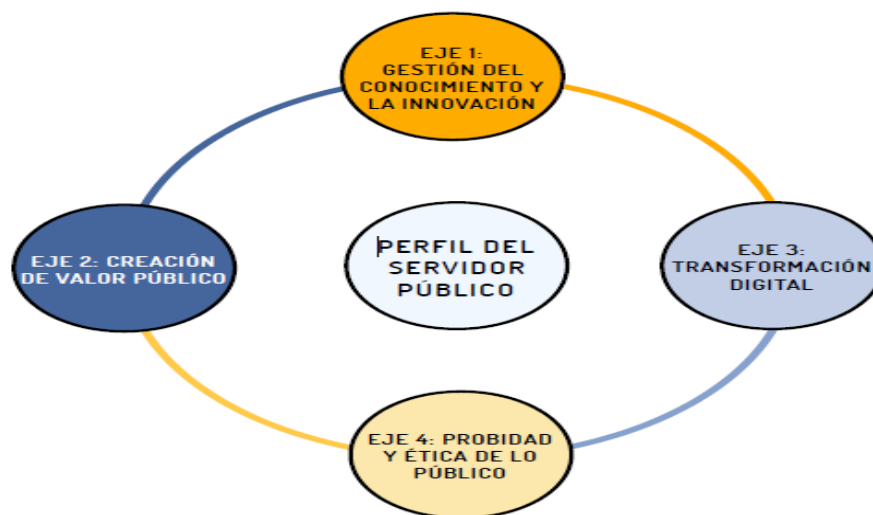 EJE 1:
GESTIÓN DEL
CONOCIMIENTO Y
LA INNOVACIÓN
EJE 2: CREACIÓN
DE VALOR PÚBLICO
PERFIL DEL
SERVIDOR
PÚBLICO
EJE 3:
TRANSFORMACIÓN
DIGITAL
EJE 4: PROBIDAD
Y ÉTICA DE LO
PÚBLICO